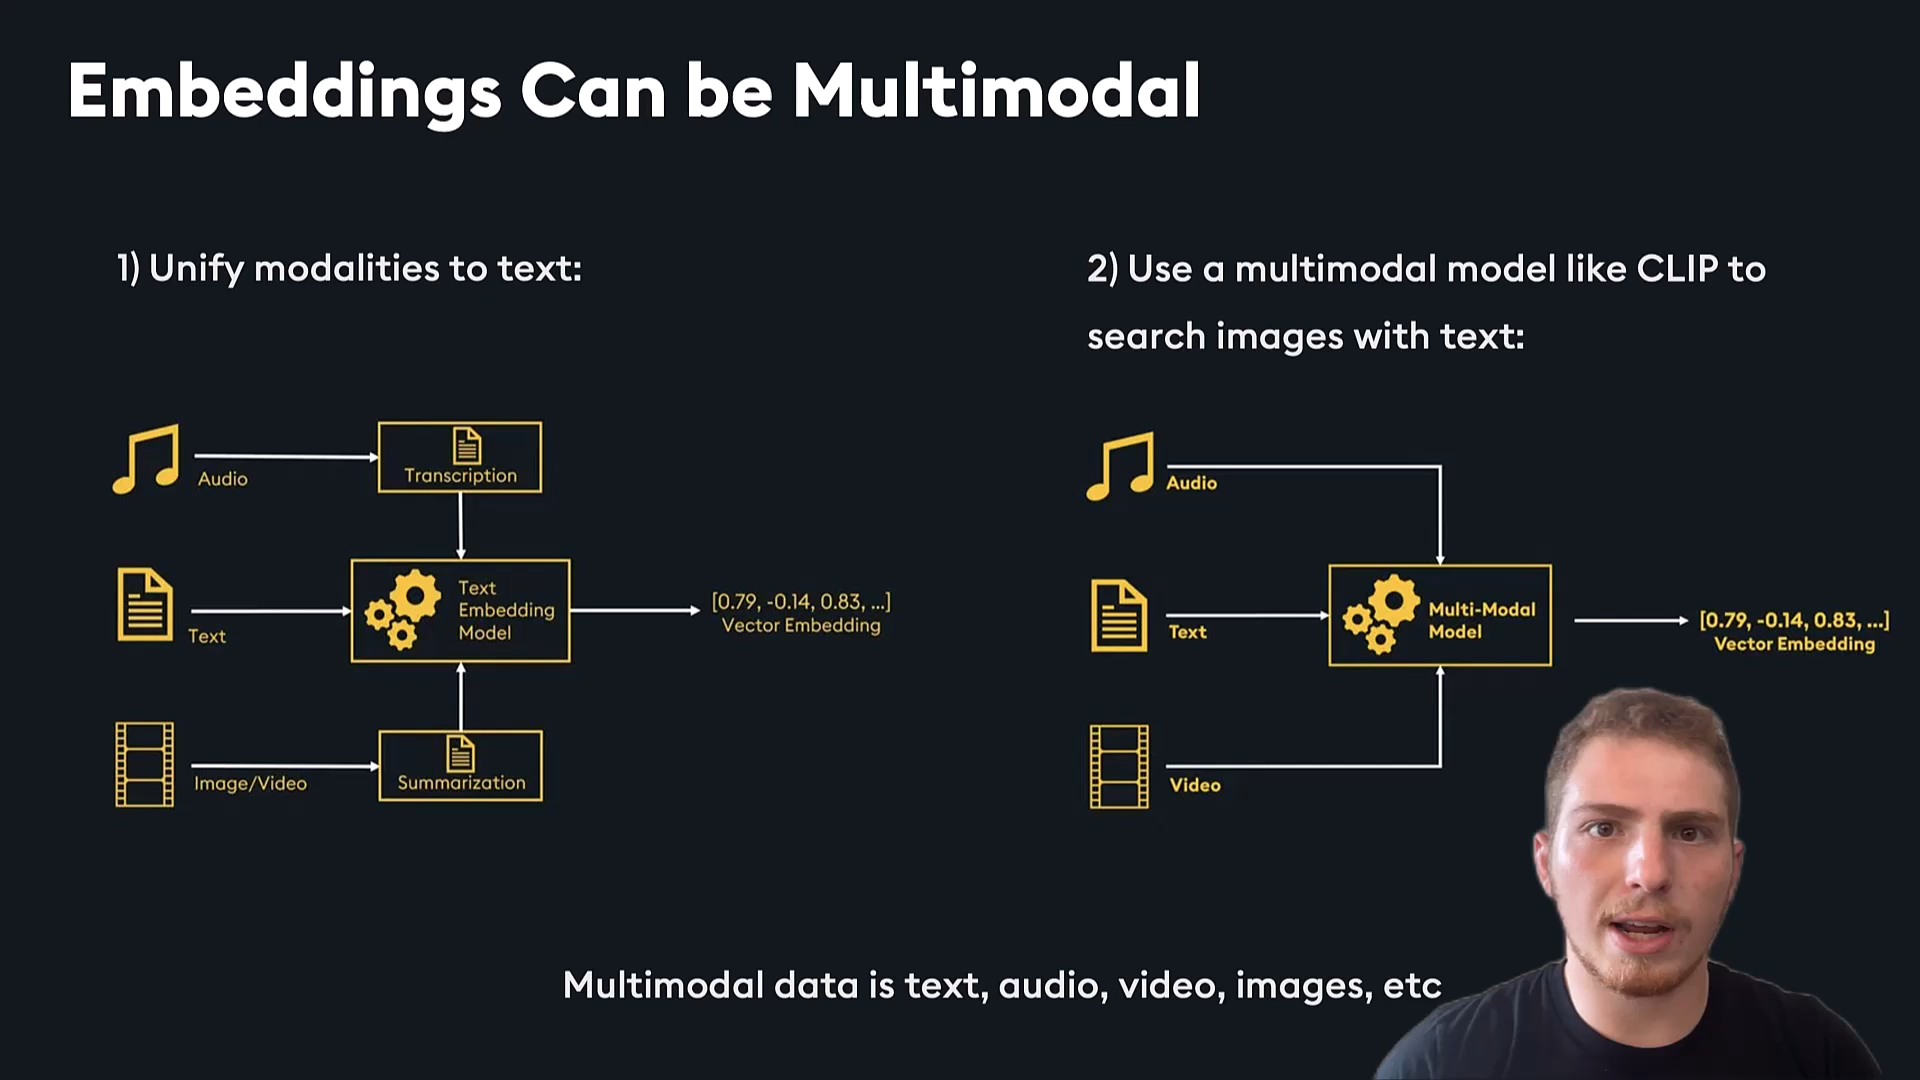 Embeddings Can be Multimodal
1) Unify modalities to text:
Audio
Transcription
Text
Text
Embedding
Model
[0.79, -0.14, 0.83, ...]
Vector Embedding
Image/Video
Summarization
2) Use a multimodal model like CLIP to
search images with text:
Audio
Text
Multi-Modal
Model
[0.79, -0.14, 0.83, ...]
Vector Embedding
Video
Multimodal data is text, audio, video, images, etc